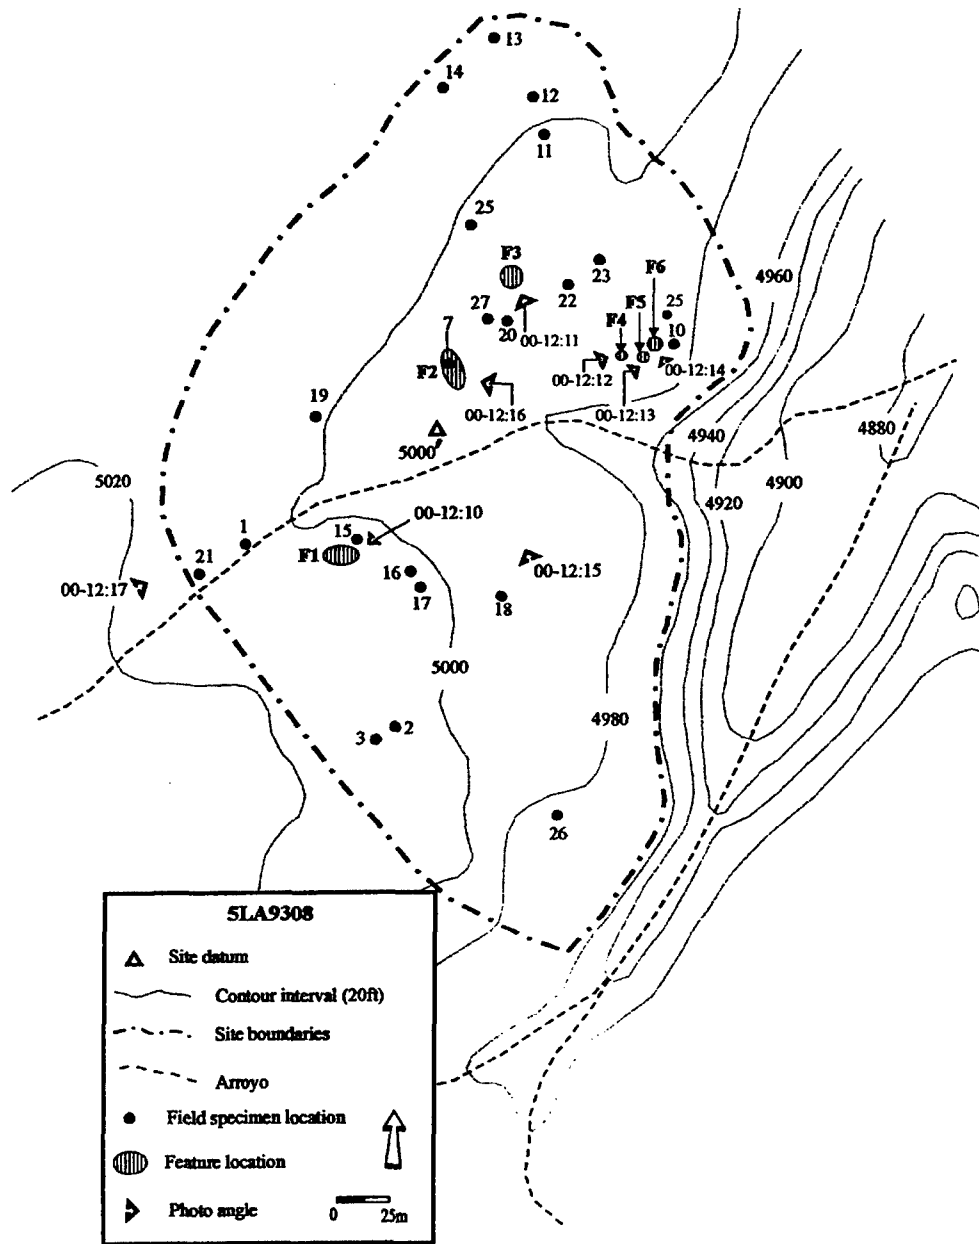 13
14
12
11
25
F3
23
F6
4960
22
25
27
20
F5
F4
10
7
00-12:11
00-12:14
F2
00-12:12
00-12:16
00-12:13
19
4940
4880
5000'
4900
5020
4920
00-12:10
1
15
F1
21
16
00-12:15
00-12:17
17
18
5000
4980
3
2
26
5LA9308
Site datum
Contour interval (20ft)
Site boundaries
Arroyo
Field specimen location
Feature location
Photo angle
0 25m